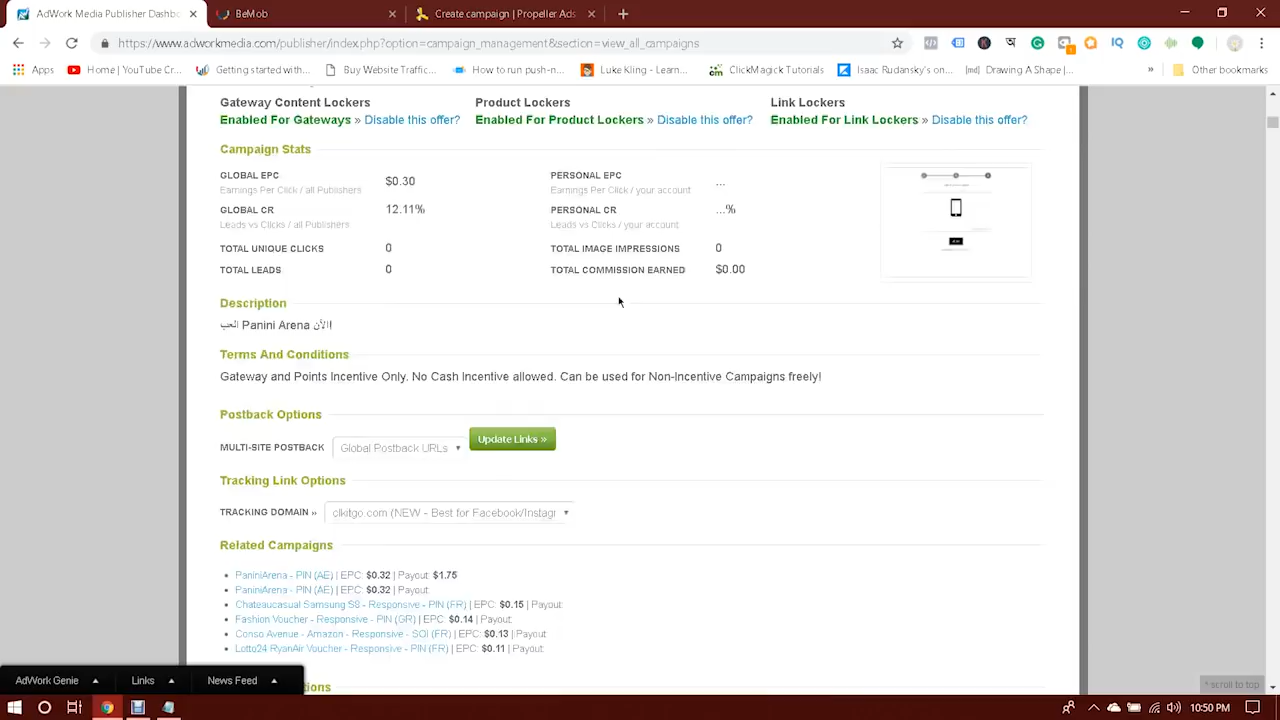 AdWork Media Publisher Dashbo
BeMob
Create campaign | Propeller Ads
https://www.adworkmedia.com/publisher/index.php?option=campaign_management&section=view_all_campaigns
Apps
Home | YouTube Cr...
Getting started with...
Buy Website Traffic...
How to run push-n...
Luke Kling - Learn...
ClickMagick Tutorials
Isaac Rudansky's on...
Drawing A Shape |...
» Other bookmarks
Gateway Content Lockers Product Lockers Link Lockers
Enabled For Gateways » Disable this offer? Enabled For Product Lockers » Disable this offer? Enabled For Link Lockers » Disable this offer?
Campaign Stats
GLOBAL EPC $0.30 PERSONAL EPC ...
Earnings Per Click / all Publishers Earnings Per Click / your account
GLOBAL CR 12.11% PERSONAL CR ...%
Leads vs Clicks / all Publishers Leads vs Clicks / your account
TOTAL UNIQUE CLICKS 0 TOTAL IMAGE IMPRESSIONS 0
TOTAL LEADS 0 TOTAL COMMISSION EARNED $0.00
Description
العب Panini Arena الآن!
Terms And Conditions
Gateway and Points Incentive Only. No Cash Incentive allowed. Can be used for Non-Incentive Campaigns freely!
Postback Options
MULTI-SITE POSTBACK Global Postback URLs Update Links »
Tracking Link Options
TRACKING DOMAIN » clkitgo.com (NEW - Best for Facebook/Instagr
Related Campaigns
PaniniArena - PIN (AE) | EPC: $0.32 | Payout: $1.75
PaniniArena - PIN (AE) | EPC: $0.32 | Payout:
Chateaucasual Samsung S8 - Responsive - PIN (FR) | EPC: $0.15 | Payout:
Fashion Voucher - Responsive - PIN (GR) | EPC: $0.14 | Payout:
Conso Avenue - Amazon - Responsive - SOI (FR) | EPC: $0.13 | Payout:
Lotto24 RyanAir Voucher - Responsive - PIN (FR) | EPC: $0.11 | Payout:
AdWork Genie Links News Feed
^ scroll to top
10:50 PM